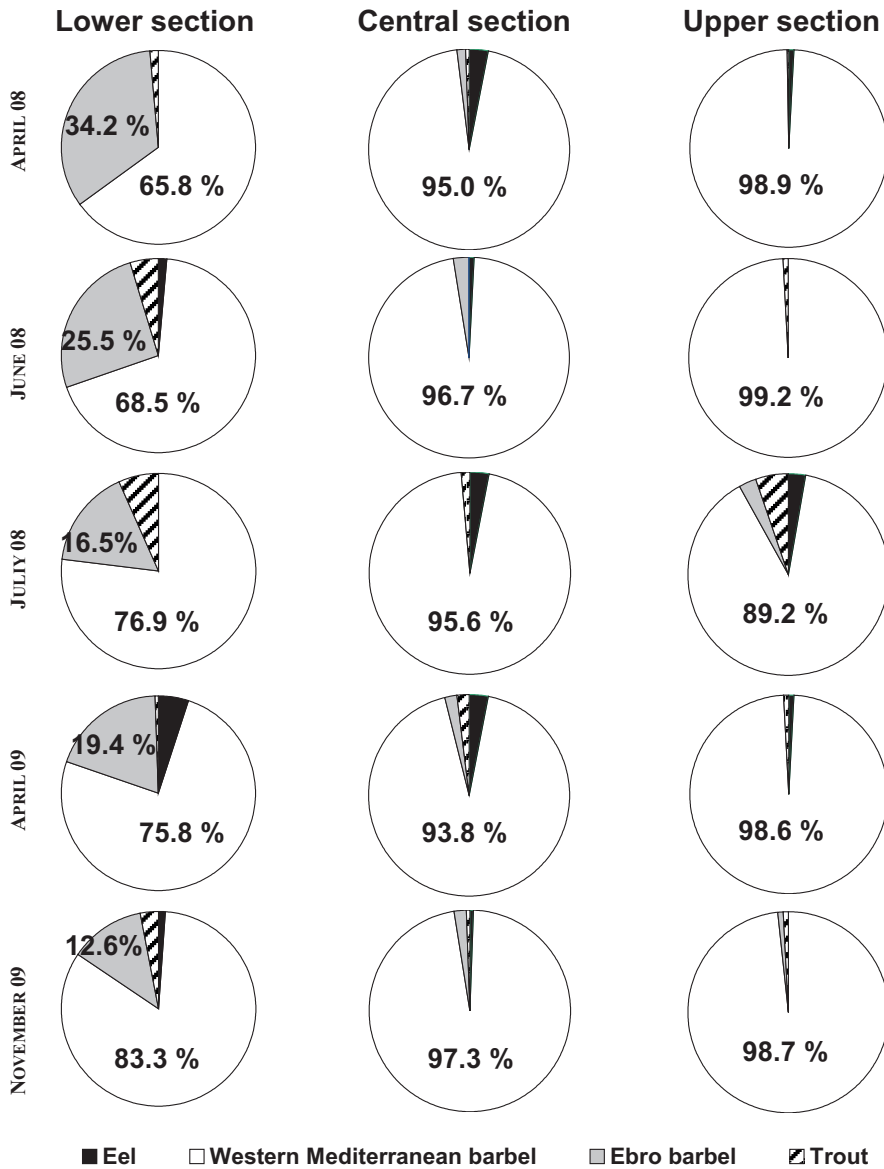 Lower section Central section Upper section
APRIL 08
34.2 %
65.8 %
95.0 %
98.9 %
JUNE 08
25.5 %
68.5 %
96.7 %
99.2 %
JULIY 08
16.5%
76.9 %
95.6 %
89.2 %
APRIL 09
19.4 %
75.8 %
93.8 %
98.6 %
NOVEMBER 09
12.6%
83.3 %
97.3 %
98.7 %
Eel Western Mediterranean barbel Ebro barbel Trout